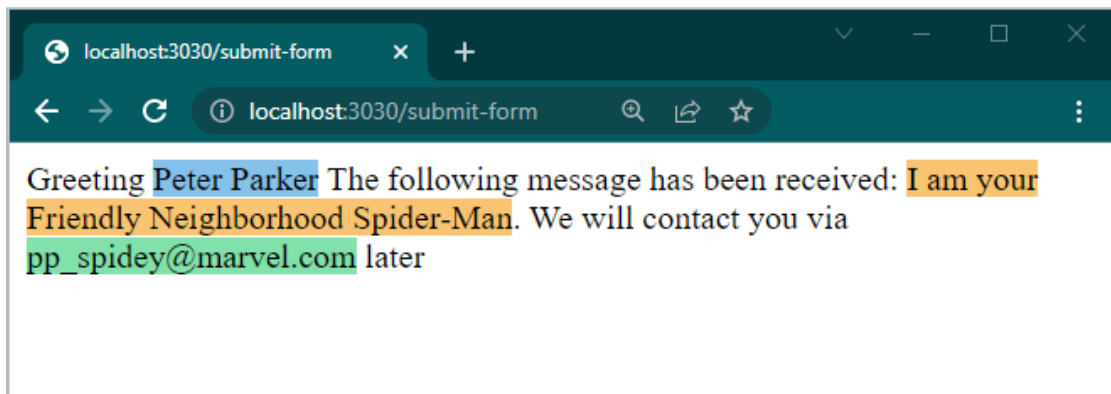 localhost:3030/submit-form
localhost:3030/submit-form
Greeting Peter Parker The following message has been received: I am your
Friendly Neighborhood Spider-Man. We will contact you via
pp_spidey@marvel.com later